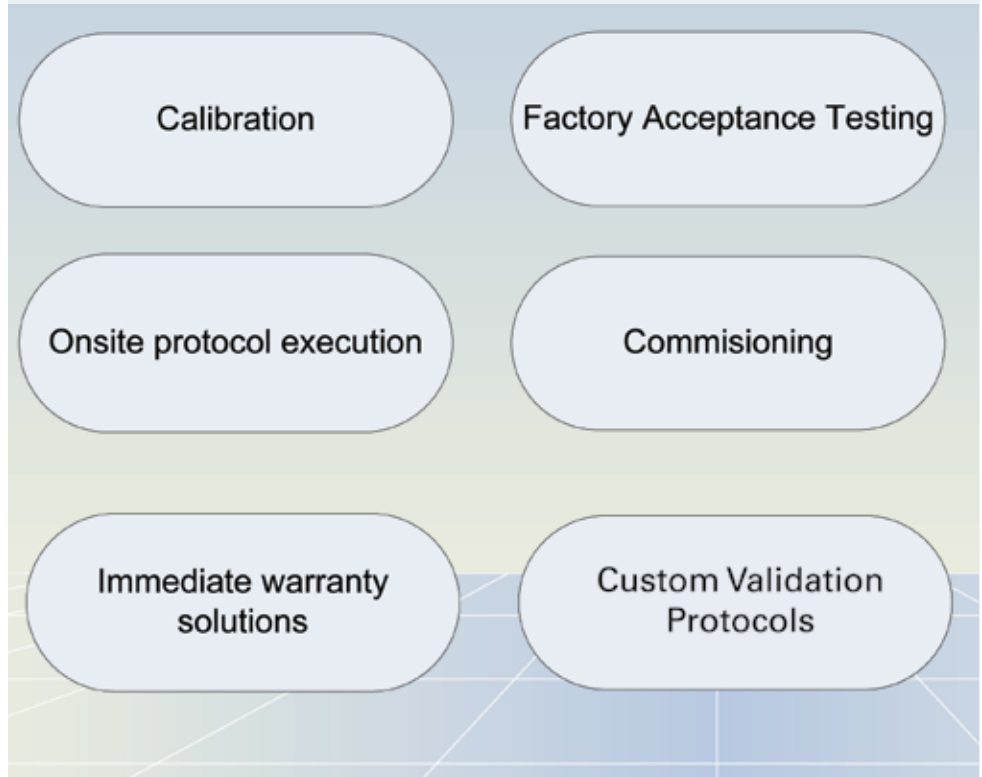 Calibration
Factory Acceptance Testing
Onsite protocol execution
Commisioning
Immediate warranty
solutions
Custom Validation
Protocols